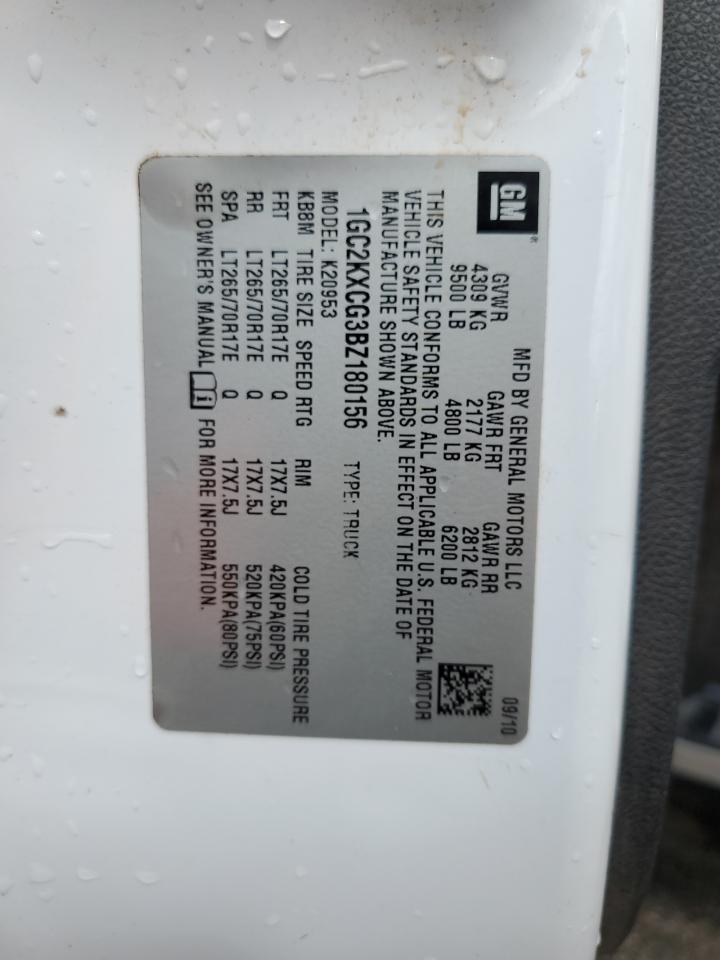 GM®
MFD BY GENERAL MOTORS LLC 09/10
GVWR GAWR FRT GAWR RR
4309 KG 2177 KG 2812 KG
9500 LB 4800 LB 6200 LB
THIS VEHICLE CONFORMS TO ALL APPLICABLE U.S. FEDERAL MOTOR
VEHICLE SAFETY STANDARDS IN EFFECT ON THE DATE OF
MANUFACTURE SHOWN ABOVE.
1GC2KXCG3BZ180156 TYPE: TRUCK
MODEL: K20953
KB8M TIRE SIZE SPEED RTG RIM COLD TIRE PRESSURE
FRT LT265/70R17E Q 17X7.5J 420KPA(60PSI)
RR LT265/70R17E Q 17X7.5J 520KPA(75PSI)
SPA LT265/70R17E Q 17X7.5J 550KPA(80PSI)
SEE OWNER'S MANUAL i FOR MORE INFORMATION.